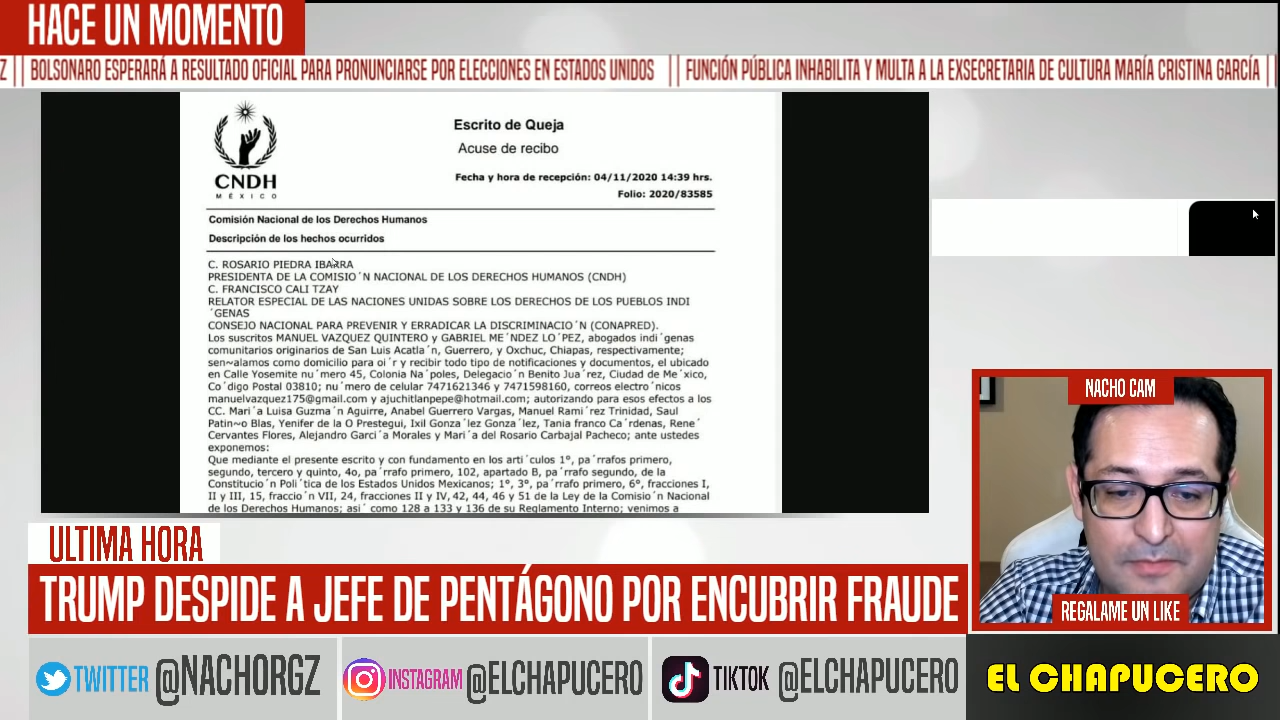 HACE UN MOMENTO
Z || BOLSONARO ESPERARÁ A RESULTADO OFICIAL PARA PRONUNCIARSE POR ELECCIONES EN ESTADOS UNIDOS || FUNCIÓN PÚBLICA INHABILITA Y MULTA A LA EXSECRETARIA DE CULTURA MARÍA CRISTINA GARCÍA ||
CNDH
MÉXICO
Escrito de Queja
Acuse de recibo
Fecha y hora de recepción: 04/11/2020 14:39 hrs.
Folio: 2020/83585
Comisión Nacional de los Derechos Humanos
Descripción de los hechos ocurridos
C. ROSARIO PIEDRA IBARRA
PRESIDENTA DE LA COMISIO´N NACIONAL DE LOS DERECHOS HUMANOS (CNDH)
C. FRANCISCO CALI TZAY
RELATOR ESPECIAL DE LAS NACIONES UNIDAS SOBRE LOS DERECHOS DE LOS PUEBLOS INDI
´GENAS
CONSEJO NACIONAL PARA PREVENIR Y ERRADICAR LA DISCRIMINACIO´N (CONAPRED).
Los suscritos MANUEL VAZQUEZ QUINTERO y GABRIEL ME´NDEZ LO´PEZ, abogados indi´genas
comunitarios originarios de San Luis Acatla´n, Guerrero, y Oxchuc, Chiapas, respectivamente;
sen~alamos como domicilio para oi´r y recibir todo tipo de notificaciones y documentos, el ubicado
en Calle Yosemite nu´mero 45, Colonia Na´poles, Delegacio´n Benito Jua´rez, Ciudad de Me´xico,
Co´digo Postal 03810; nu´mero de celular 7471621346 y 7471598160, correos electro´nicos
manuelvazquez175@gmail.com y ajuchitlanpepe@hotmail.com; autorizando para esos efectos a los
CC. Mari´a Luisa Guzma´n Aguirre, Anabel Guerrero Vargas, Manuel Rami´rez Trinidad, Saul
Patin~o Blas, Yenifer de la O Prestegui, Ixil Gonza´lez Gonza´lez, Tania franco Ca´rdenas, Rene´
Cervantes Flores, Alejandro Garci´a Morales y Mari´a del Rosario Carbajal Pacheco; ante ustedes
exponemos:
Que mediante el presente escrito y con fundamento en los arti´culos 1°, pa´rrafos primero,
segundo, tercero y quinto, 4o, pa´rrafo primero, 102, apartado B, pa´rrafo segundo, de la
Constitucio´n Poli´tica de los Estados Unidos Mexicanos; 1°, 3°, pa´rrafo primero, 6°, fracciones I,
II y III, 15, fraccio´n VII, 24, fracciones II y IV, 42, 44, 46 y 51 de la Ley de la Comisio´n Nacional
de los Derechos Humanos; asi´ como 128 a 133 y 136 de su Reglamento Interno; venimos a
NACHO CAM
REGALAME UN LIKE
ULTIMA HORA
TRUMP DESPIDE A JEFE DE PENTÁGONO POR ENCUBRIR FRAUDE
TWITTER @NACHORGZ
INSTAGRAM @ELCHAPUCERO
TIKTOK @ELCHAPUCERO
EL CHAPUCERO